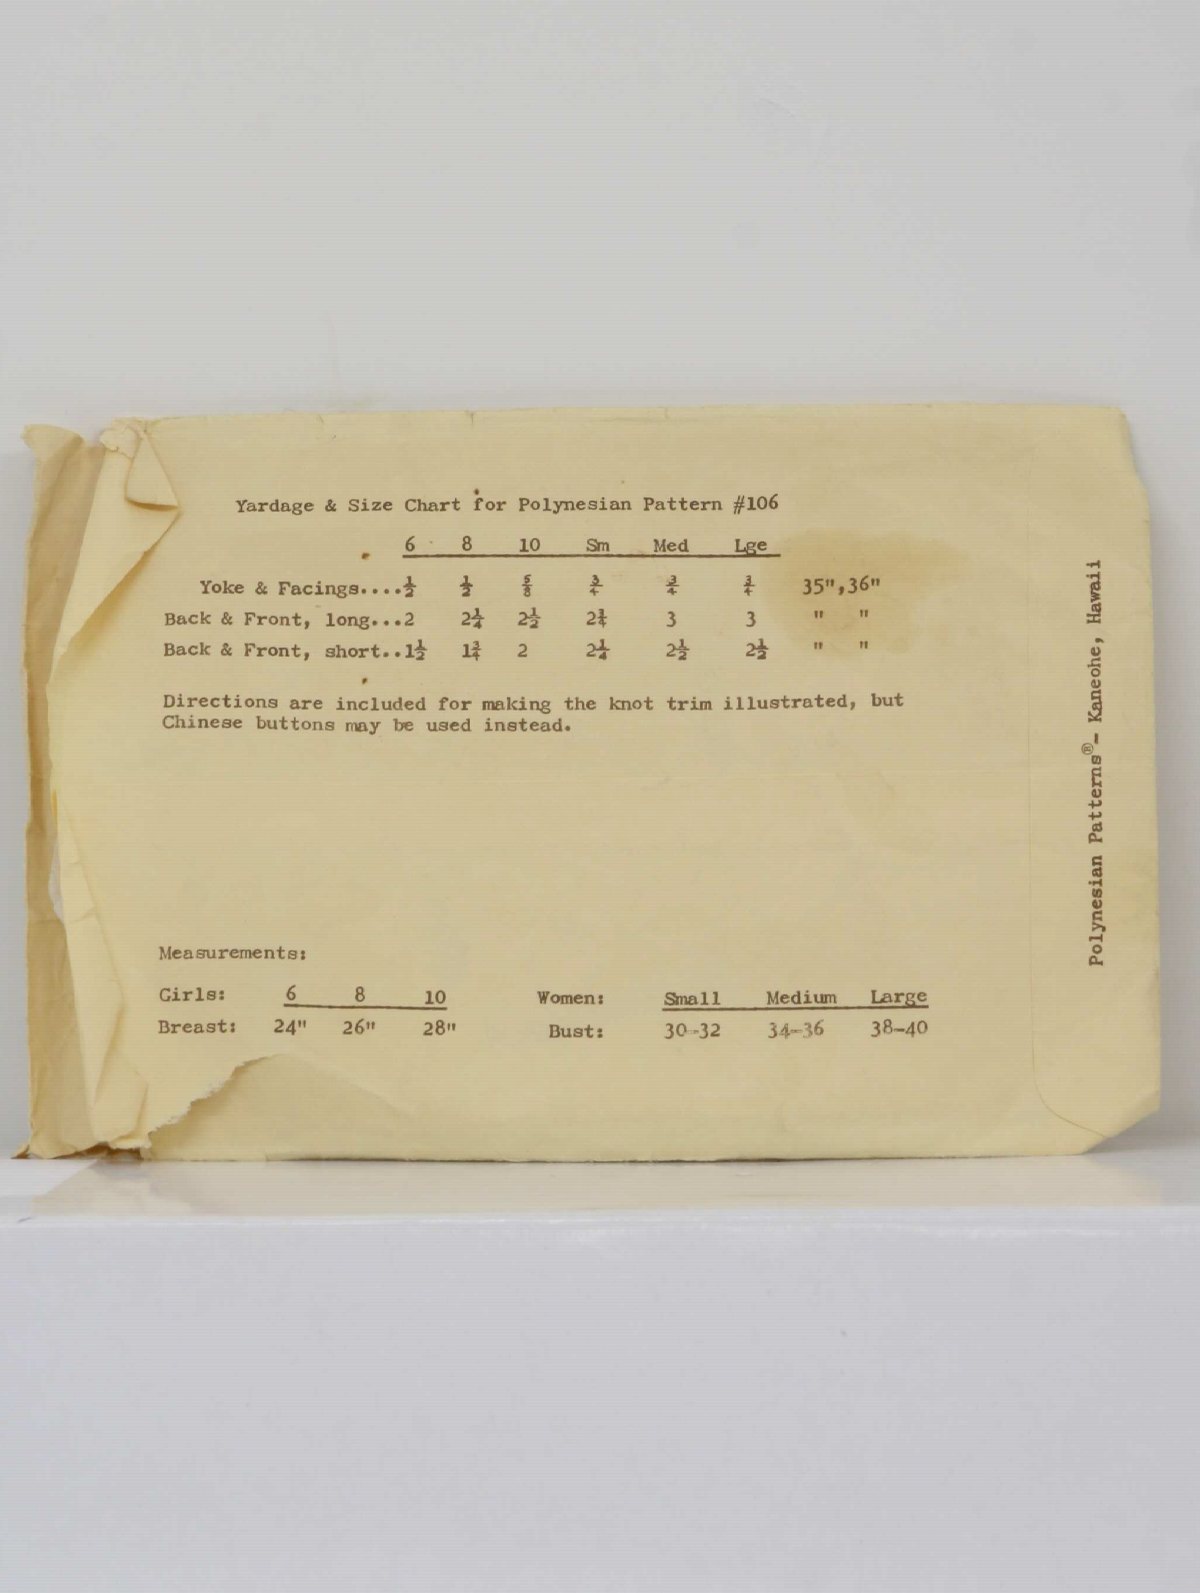 Yardage & Size Chart for Polynesian Pattern #106
6 8 10 Sm Med Lge
Yoke & Facings....½ ½ ⅝ ¾ ¾ ¾ 35",36"
Back & Front, long...2 2¼ 2½ 2¾ 3 3 " "
Back & Front, short..1½ 1¾ 2 2¼ 2½ 2½ " "
Directions are included for making the knot trim illustrated, but
Chinese buttons may be used instead.
Measurements:
Girls: 6 8 10 Women: Small Medium Large
Breast: 24" 26" 28" Bust: 30-32 34-36 38-40
Polynesian Patterns®- Kaneohe, Hawaii